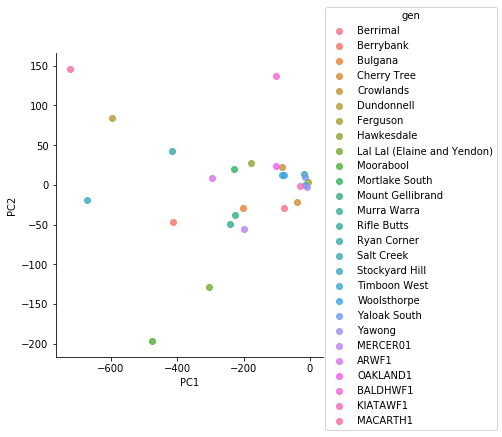 gen
Berrimal
Berrybank
Bulgana
Cherry Tree
Crowlands
Dundonnell
Ferguson
Hawkesdale
Lal Lal (Elaine and Yendon)
Moorabool
Mortlake South
Mount Gellibrand
Murra Warra
Rifle Butts
Ryan Corner
Salt Creek
Stockyard Hill
Timboon West
Woolsthorpe
Yaloak South
Yawong
MERCER01
ARWF1
OAKLAND1
BALDHWF1
KIATAWF1
MACARTH1
150
100
50
0
−50
−100
−150
−200
PC2
−600 −400 −200 0
PC1